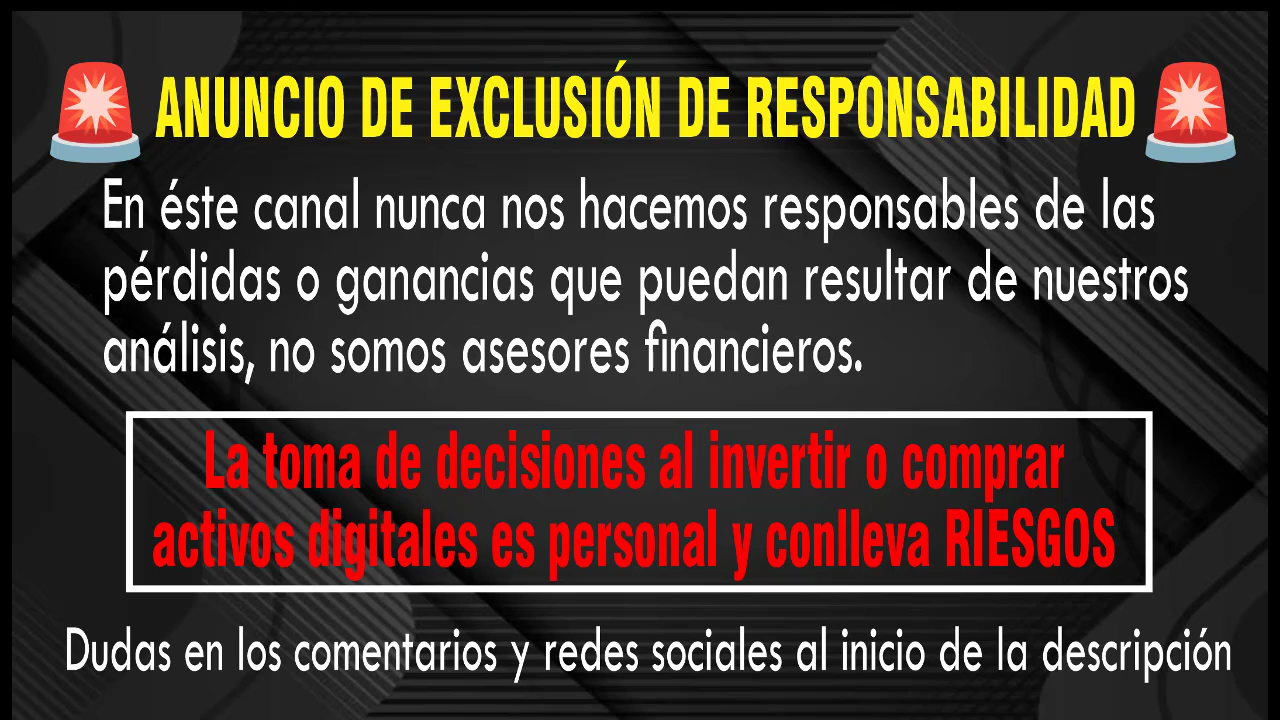 ANUNCIO DE EXCLUSIÓN DE RESPONSABILIDAD
En éste canal nunca nos hacemos responsables de las
pérdidas o ganancias que puedan resultar de nuestros
análisis, no somos asesores financieros.
La toma de decisiones al invertir o comprar
activos digitales es personal y conlleva RIESGOS
Dudas en los comentarios y redes sociales al inicio de la descripción